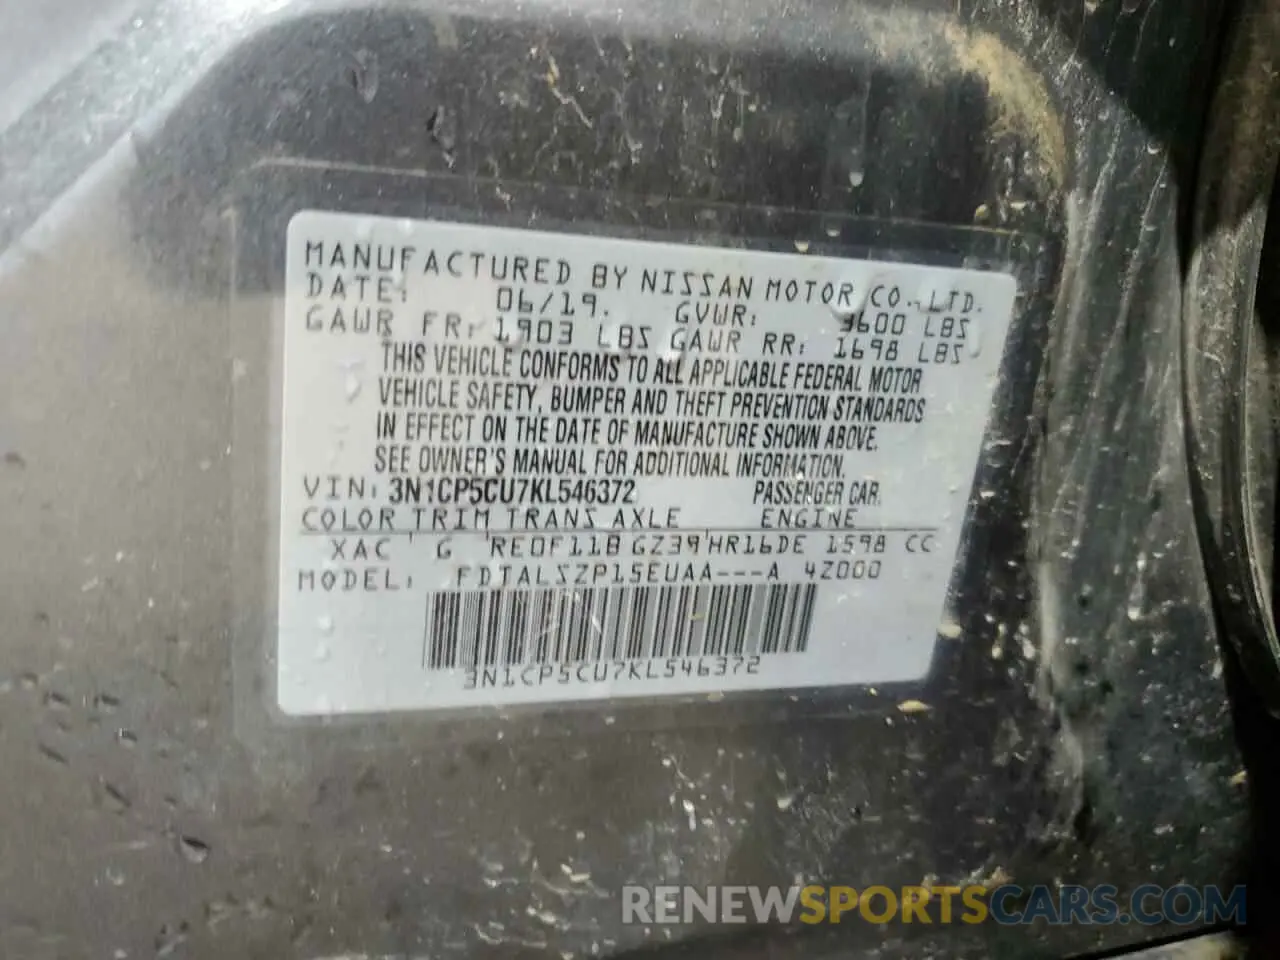 MANUFACTURED BY NISSAN MOTOR CO., LTD.
DATE: 06/19. GVWR: 3600 LBS
GAWR FR: 1903 LBS GAWR RR: 1698 LBS
THIS VEHICLE CONFORMS TO ALL APPLICABLE FEDERAL MOTOR
VEHICLE SAFETY, BUMPER AND THEFT PREVENTION STANDARDS
IN EFFECT ON THE DATE OF MANUFACTURE SHOWN ABOVE.
SEE OWNER'S MANUAL FOR ADDITIONAL INFORMATION.
VIN: 3N1CP5CU7KL546372 PASSENGER CAR.
COLOR TRIM TRANS AXLE ENGINE
XAC G RE0F11B GZ39 HR16DE 1598 CC
MODEL: FDTALSZP15EUAA---A 4Z000
3N1CP5CU7KL546372
RENEWSPORTSCARS.COM